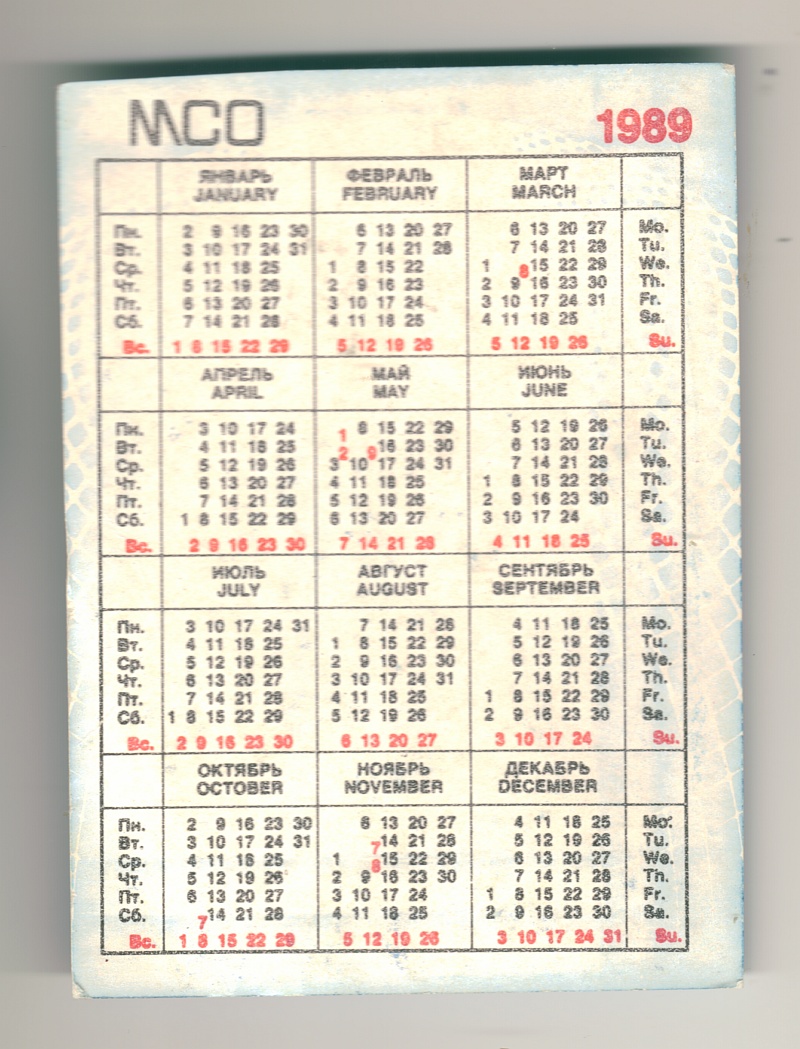 МСО 1989
ЯНВАРЬ ФЕВРАЛЬ МАРТ
JANUARY FEBRUARY MARCH
Пн. 2 9 16 23 30 6 13 20 27 6 13 20 27 Mo.
Вт. 3 10 17 24 31 7 14 21 28 7 14 21 28 Tu.
Ср. 4 11 18 25 1 8 15 22 1 8 15 22 29 We.
Чт. 5 12 19 26 2 9 16 23 2 9 16 23 30 Th.
Пт. 6 13 20 27 3 10 17 24 3 10 17 24 31 Fr.
Сб. 7 14 21 28 4 11 18 25 4 11 18 25 Sa.
Вс. 1 8 15 22 29 5 12 19 26 5 12 19 26 Su.
АПРЕЛЬ МАЙ ИЮНЬ
APRIL MAY JUNE
Пн. 3 10 17 24 1 8 15 22 29 5 12 19 26 Mo.
Вт. 4 11 18 25 2 9 16 23 30 6 13 20 27 Tu.
Ср. 5 12 19 26 3 10 17 24 31 7 14 21 28 We.
Чт. 6 13 20 27 4 11 18 25 1 8 15 22 29 Th.
Пт. 7 14 21 28 5 12 19 26 2 9 16 23 30 Fr.
Сб. 1 8 15 22 29 6 13 20 27 3 10 17 24 Sa.
Вс. 2 9 16 23 30 7 14 21 28 4 11 18 25 Su.
ИЮЛЬ АВГУСТ СЕНТЯБРЬ
JULY AUGUST SEPTEMBER
Пн. 3 10 17 24 31 7 14 21 28 4 11 18 25 Mo.
Вт. 4 11 18 25 1 8 15 22 29 5 12 19 26 Tu.
Ср. 5 12 19 26 2 9 16 23 30 6 13 20 27 We.
Чт. 6 13 20 27 3 10 17 24 31 7 14 21 28 Th.
Пт. 7 14 21 28 4 11 18 25 1 8 15 22 29 Fr.
Сб. 1 8 15 22 29 5 12 19 26 2 9 16 23 30 Sa.
Вс. 2 9 16 23 30 6 13 20 27 3 10 17 24 Su.
ОКТЯБРЬ НОЯБРЬ ДЕКАБРЬ
OCTOBER NOVEMBER DECEMBER
Пн. 2 9 16 23 30 6 13 20 27 4 11 18 25 Mo.
Вт. 3 10 17 24 31 7 14 21 28 5 12 19 26 Tu.
Ср. 4 11 18 25 1 8 15 22 29 6 13 20 27 We.
Чт. 5 12 19 26 2 9 16 23 30 7 14 21 28 Th.
Пт. 6 13 20 27 3 10 17 24 1 8 15 22 29 Fr.
Сб. 7 14 21 28 4 11 18 25 2 9 16 23 30 Sa.
Вс. 1 8 15 22 29 5 12 19 26 3 10 17 24 31 Su.